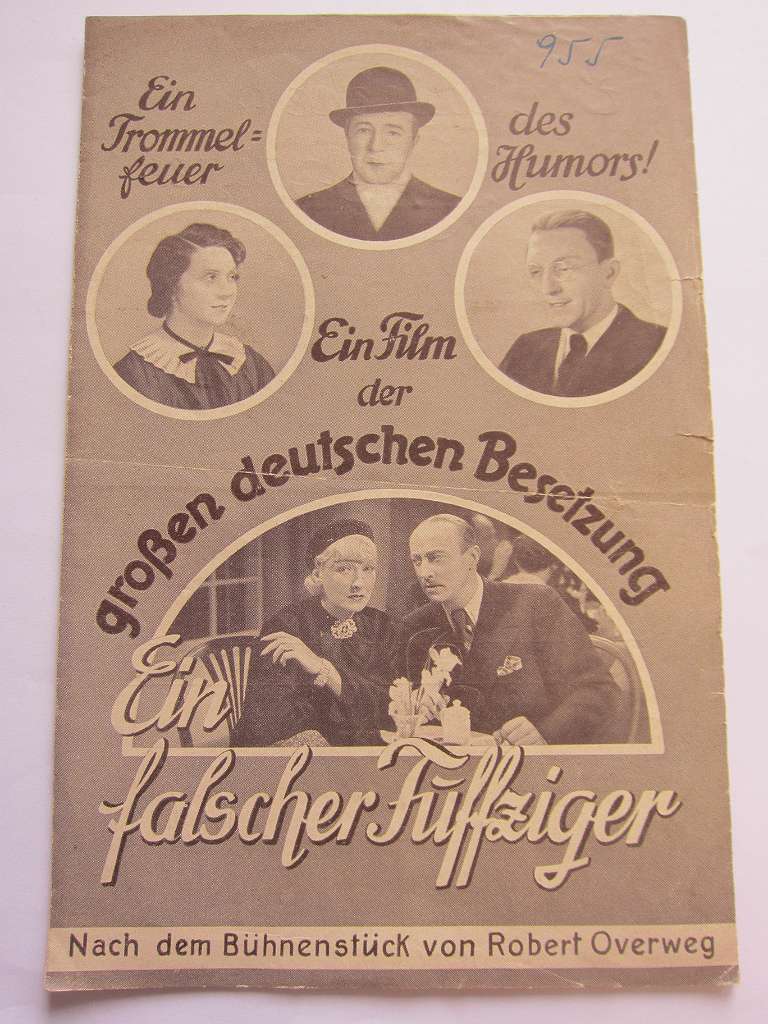 955
Ein
Trommel=
feuer
des
Humors!
Ein Film
der
großen deutschen Besetzung
Ein
falscher Fuffziger
Nach dem Bühnenstück von Robert Overweg